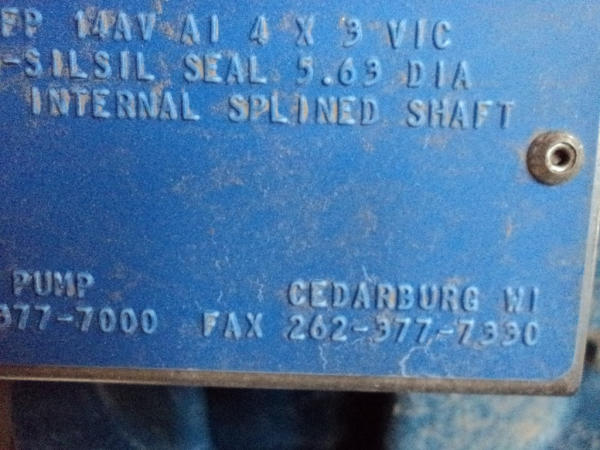 FP 14AV AI 4 X 3 VIC
-SILSIL SEAL 5.63 DIA
INTERNAL SPLINED SHAFT
PUMP CEDARBURG WI
377-7000 FAX 262-377-7330